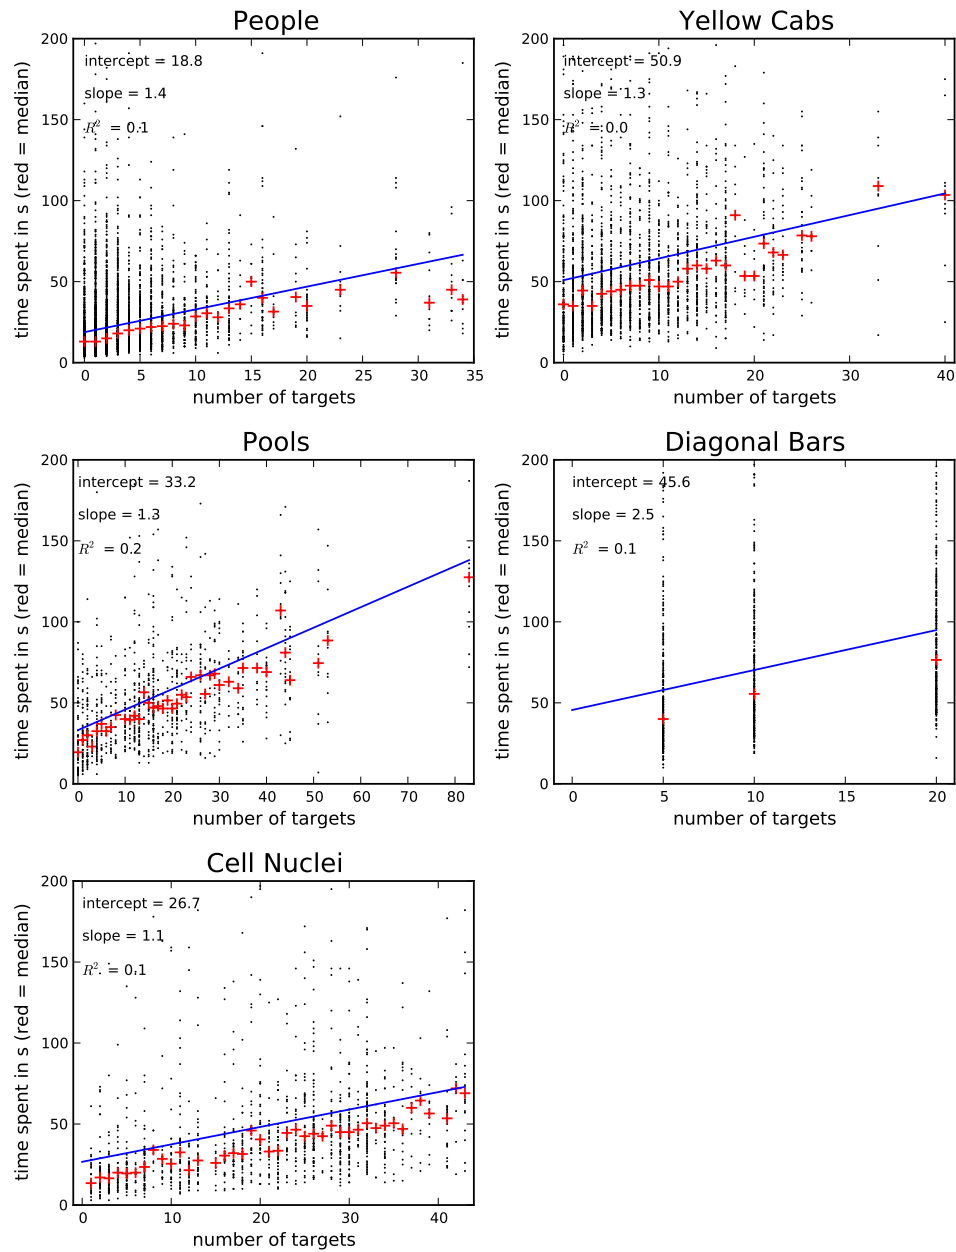 People
Yellow Cabs
time spent in s (red = median)
200
150
100
50
0
intercept = 18.8
slope = 1.4
R² = 0.1
0 5 10 15 20 25 30 35
number of targets
time spent in s (red = median)
200
150
100
50
0
intercept = 50.9
slope = 1.3
R² = 0.0
0 10 20 30 40
number of targets
Pools
Diagonal Bars
time spent in s (red = median)
200
150
100
50
0
intercept = 33.2
slope = 1.3
R² = 0.2
0 10 20 30 40 50 60 70 80
number of targets
time spent in s (red = median)
200
150
100
50
0
intercept = 45.6
slope = 2.5
R² = 0.1
0 5 10 15 20
number of targets
Cell Nuclei
time spent in s (red = median)
200
150
100
50
0
intercept = 26.7
slope = 1.1
R² = 0.1
0 10 20 30 40
number of targets